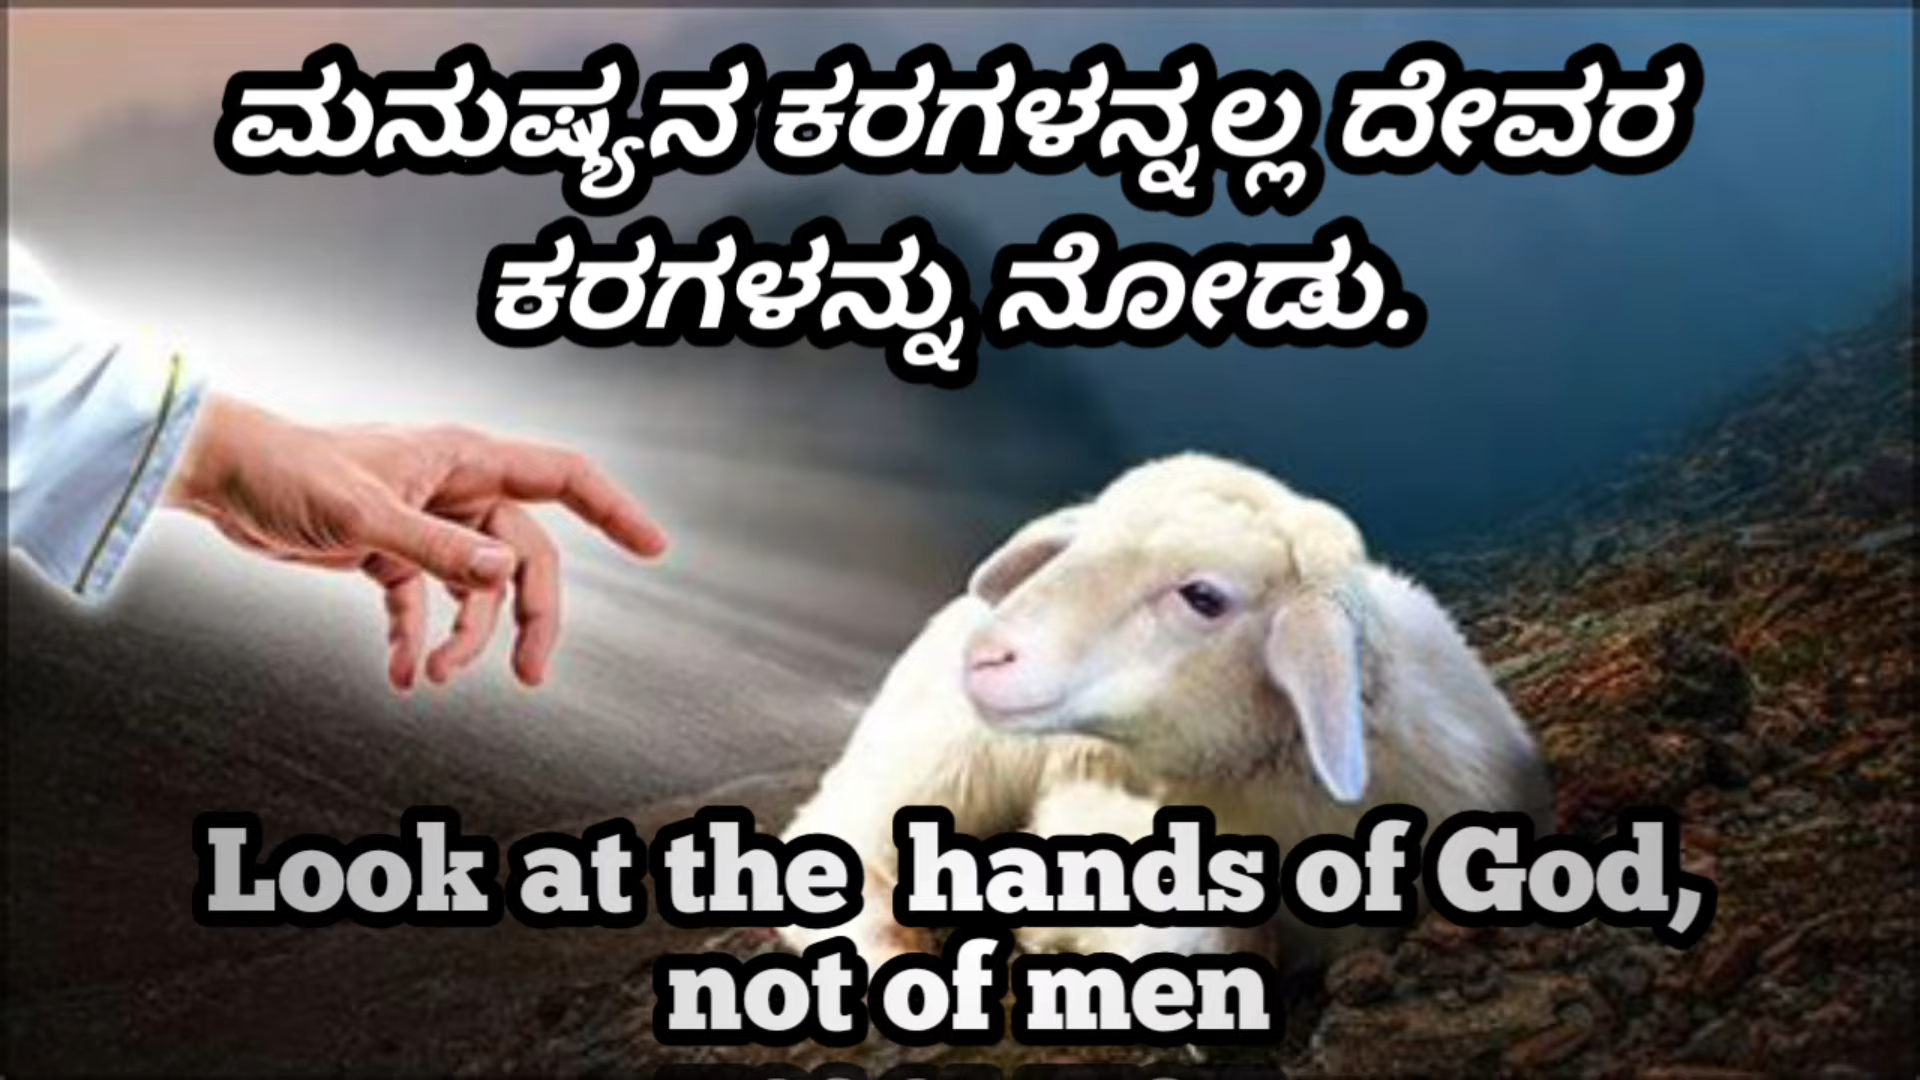 ಮನುಷ್ಯನ ಕರಗಳನ್ನಲ್ಲ ದೇವರ
ಕರಗಳನ್ನು ನೋಡು.
Look at the hands of God,
not of men